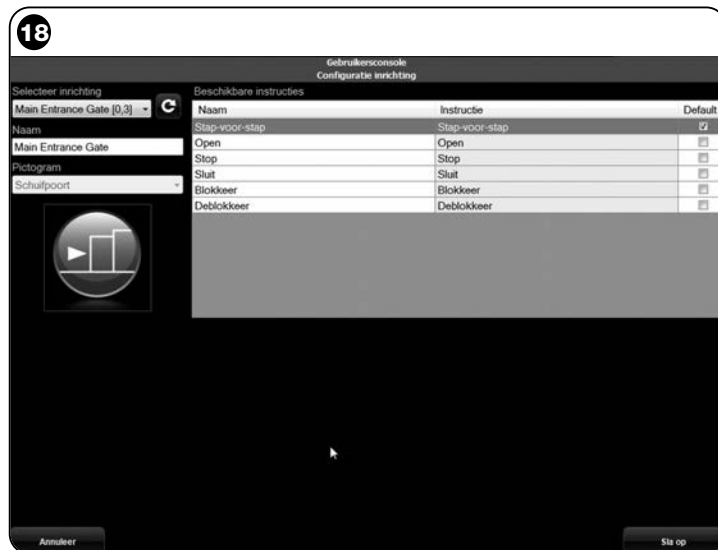 18
Gebruikersconsole
Configuratie inrichting
Selecteer inrichting
Main Entrance Gate [0,3]
Naam
Main Entrance Gate
Pictogram
Schuifpoort
Beschikbare instructies
Naam Instructie Default
Stap-voor-stap Stap-voor-stap
Open Open
Stop Stop
Sluit Sluit
Blokkeer Blokkeer
Deblokkeer Deblokkeer
Annuleer Sla op